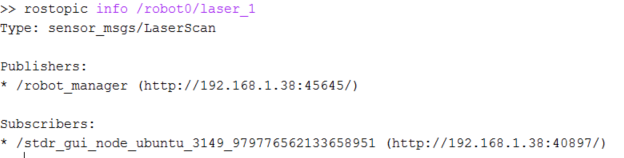 >> rostopic info /robot0/laser_1
Type: sensor_msgs/LaserScan
Publishers:
* /robot_manager (http://192.168.1.38:45645/)
Subscribers:
* /stdr_gui_node_ubuntu_3149_979776562133658951 (http://192.168.1.38:40897/)